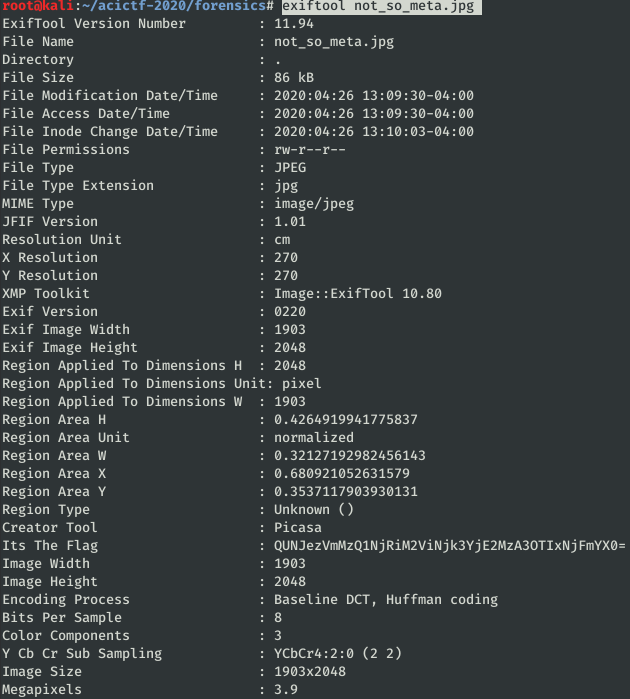 root@kali:~/acictf-2020/forensics# exiftool not_so_meta.jpg
ExifTool Version Number : 11.94
File Name : not_so_meta.jpg
Directory : .
File Size : 86 kB
File Modification Date/Time : 2020:04:26 13:09:30-04:00
File Access Date/Time : 2020:04:26 13:09:30-04:00
File Inode Change Date/Time : 2020:04:26 13:10:03-04:00
File Permissions : rw-r--r--
File Type : JPEG
File Type Extension : jpg
MIME Type : image/jpeg
JFIF Version : 1.01
Resolution Unit : cm
X Resolution : 270
Y Resolution : 270
XMP Toolkit : Image::ExifTool 10.80
Exif Version : 0220
Exif Image Width : 1903
Exif Image Height : 2048
Region Applied To Dimensions H : 2048
Region Applied To Dimensions Unit: pixel
Region Applied To Dimensions W : 1903
Region Area H : 0.4264919941775837
Region Area Unit : normalized
Region Area W : 0.32127192982456143
Region Area X : 0.680921052631579
Region Area Y : 0.3537117903930131
Region Type : Unknown ()
Creator Tool : Picasa
Its The Flag : QUNJezVmMzQ1NjRiM2ViNjk3YjE2MzA3OTIxNjFmYX0=
Image Width : 1903
Image Height : 2048
Encoding Process : Baseline DCT, Huffman coding
Bits Per Sample : 8
Color Components : 3
Y Cb Cr Sub Sampling : YCbCr4:2:0 (2 2)
Image Size : 1903x2048
Megapixels : 3.9